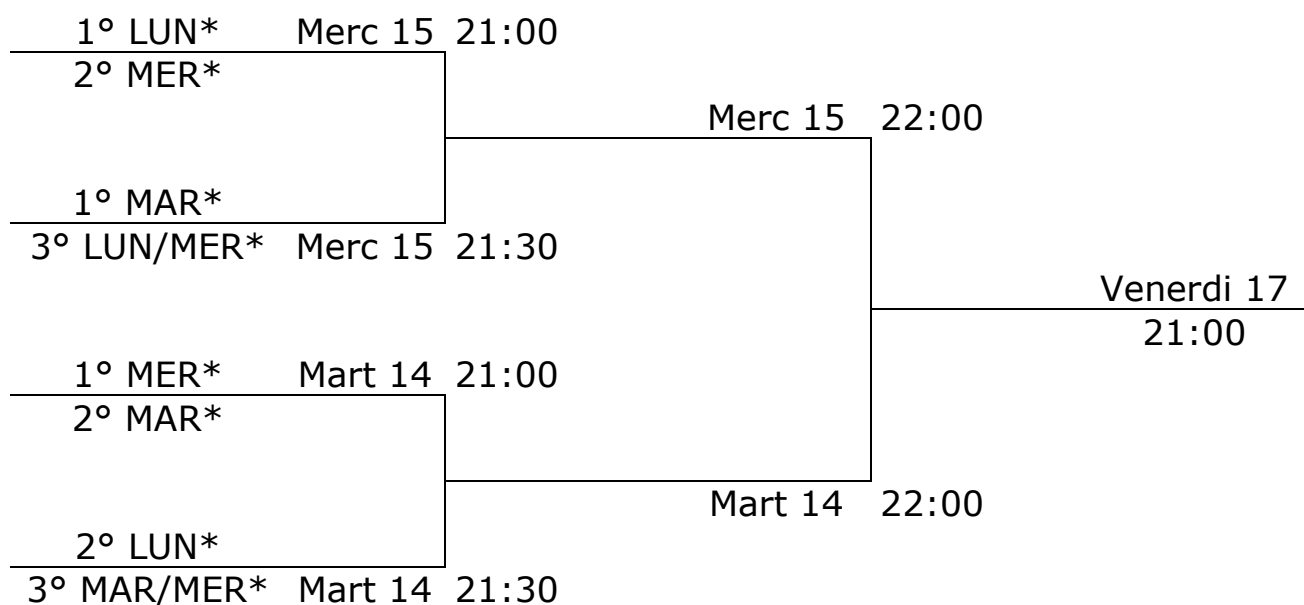 1° LUN* Merc 15 21:00
2° MER*
Merc 15 22:00
1° MAR*
3° LUN/MER* Merc 15 21:30
Venerdi 17
21:00
1° MER* Mart 14 21:00
2° MAR*
Mart 14 22:00
2° LUN*
3° MAR/MER* Mart 14 21:30